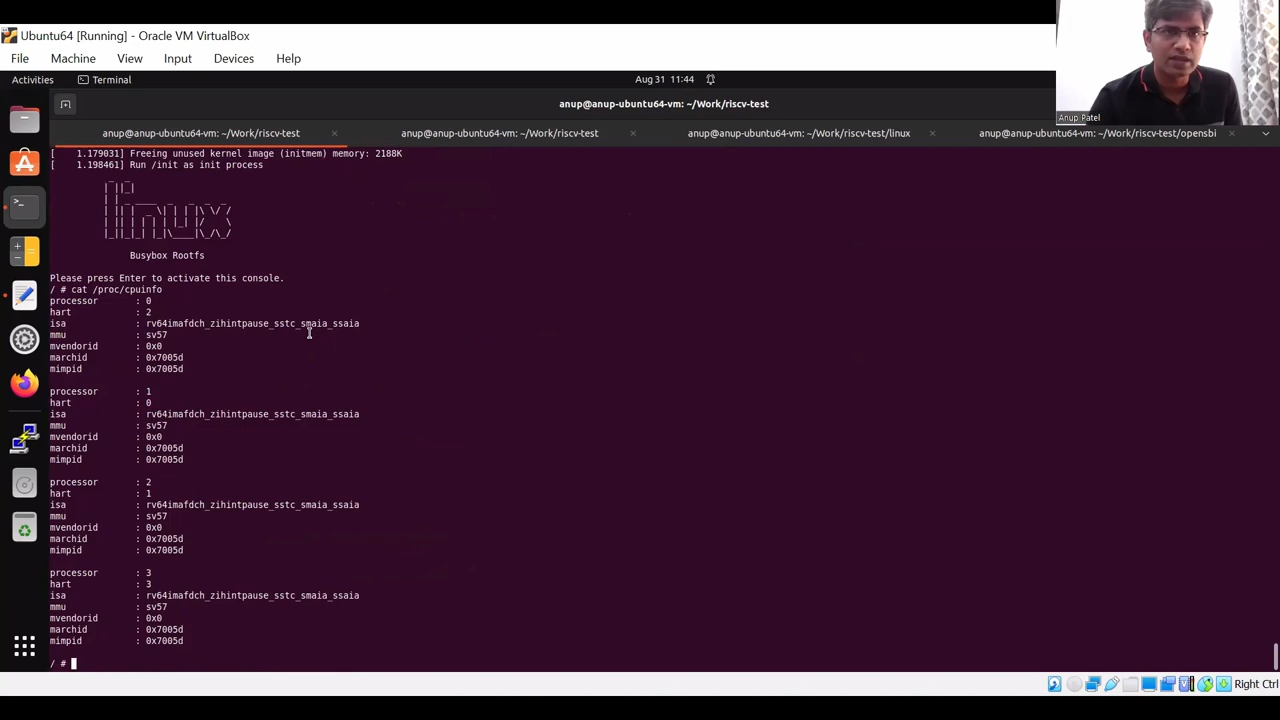 Ubuntu64 [Running] - Oracle VM VirtualBox
File Machine View Input Devices Help
Activities Terminal Aug 31 11:44
anup@anup-ubuntu64-vm: ~/Work/riscv-test
anup@anup-ubuntu64-vm: ~/Work/riscv-test × anup@anup-ubuntu64-vm: ~/Work/riscv-test × anup@anup-ubuntu64-vm: ~/Work/riscv-test/linux × anup@anup-ubuntu64-vm: ~/Work/riscv-test/opensbi ×
Anup Patel
[    1.179031] Freeing unused kernel image (initmem) memory: 2188K
[    1.198461] Run /init as init process
Busybox Rootfs
Please press Enter to activate this console.
/ # cat /proc/cpuinfo
processor : 0
hart : 2
isa : rv64imafdch_zihintpause_sstc_smaia_ssaia
mmu : sv57
mvendorid : 0x0
marchid : 0x7005d
mimpid : 0x7005d
processor : 1
hart : 0
isa : rv64imafdch_zihintpause_sstc_smaia_ssaia
mmu : sv57
mvendorid : 0x0
marchid : 0x7005d
mimpid : 0x7005d
processor : 2
hart : 1
isa : rv64imafdch_zihintpause_sstc_smaia_ssaia
mmu : sv57
mvendorid : 0x0
marchid : 0x7005d
mimpid : 0x7005d
processor : 3
hart : 3
isa : rv64imafdch_zihintpause_sstc_smaia_ssaia
mmu : sv57
mvendorid : 0x0
marchid : 0x7005d
mimpid : 0x7005d
/ #
Right Ctrl